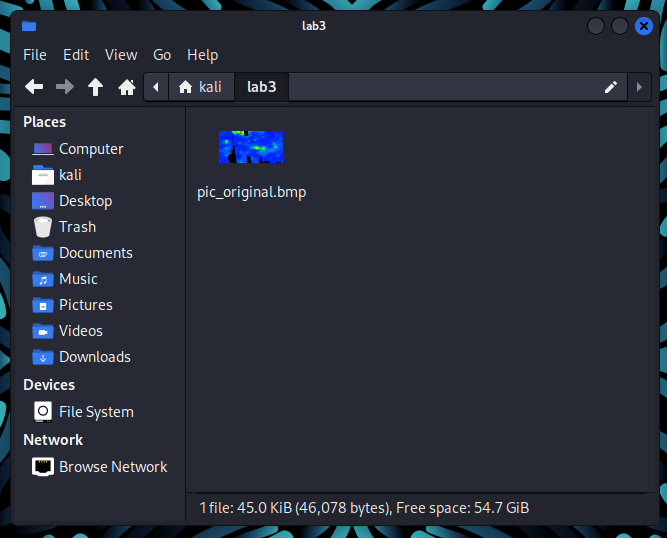 lab3
File Edit View Go Help
kali lab3
Places
Computer
kali
Desktop
Trash
Documents
Music
Pictures
Videos
Downloads
Devices
File System
Network
Browse Network
pic_original.bmp
1 file: 45.0 KiB (46,078 bytes), Free space: 54.7 GiB